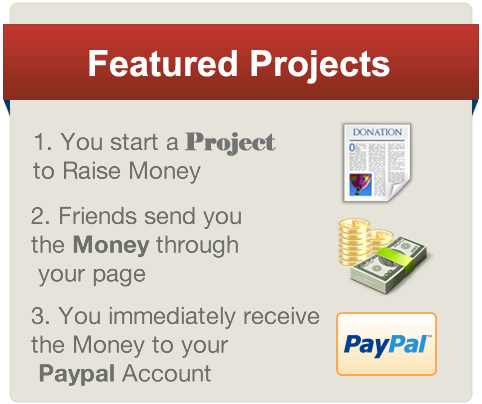 Featured Projects
1. You start a Project
to Raise Money
DONATION
2. Friends send you
the Money through
your page
3. You immediately receive
the Money to your
Paypal Account
PayPal™